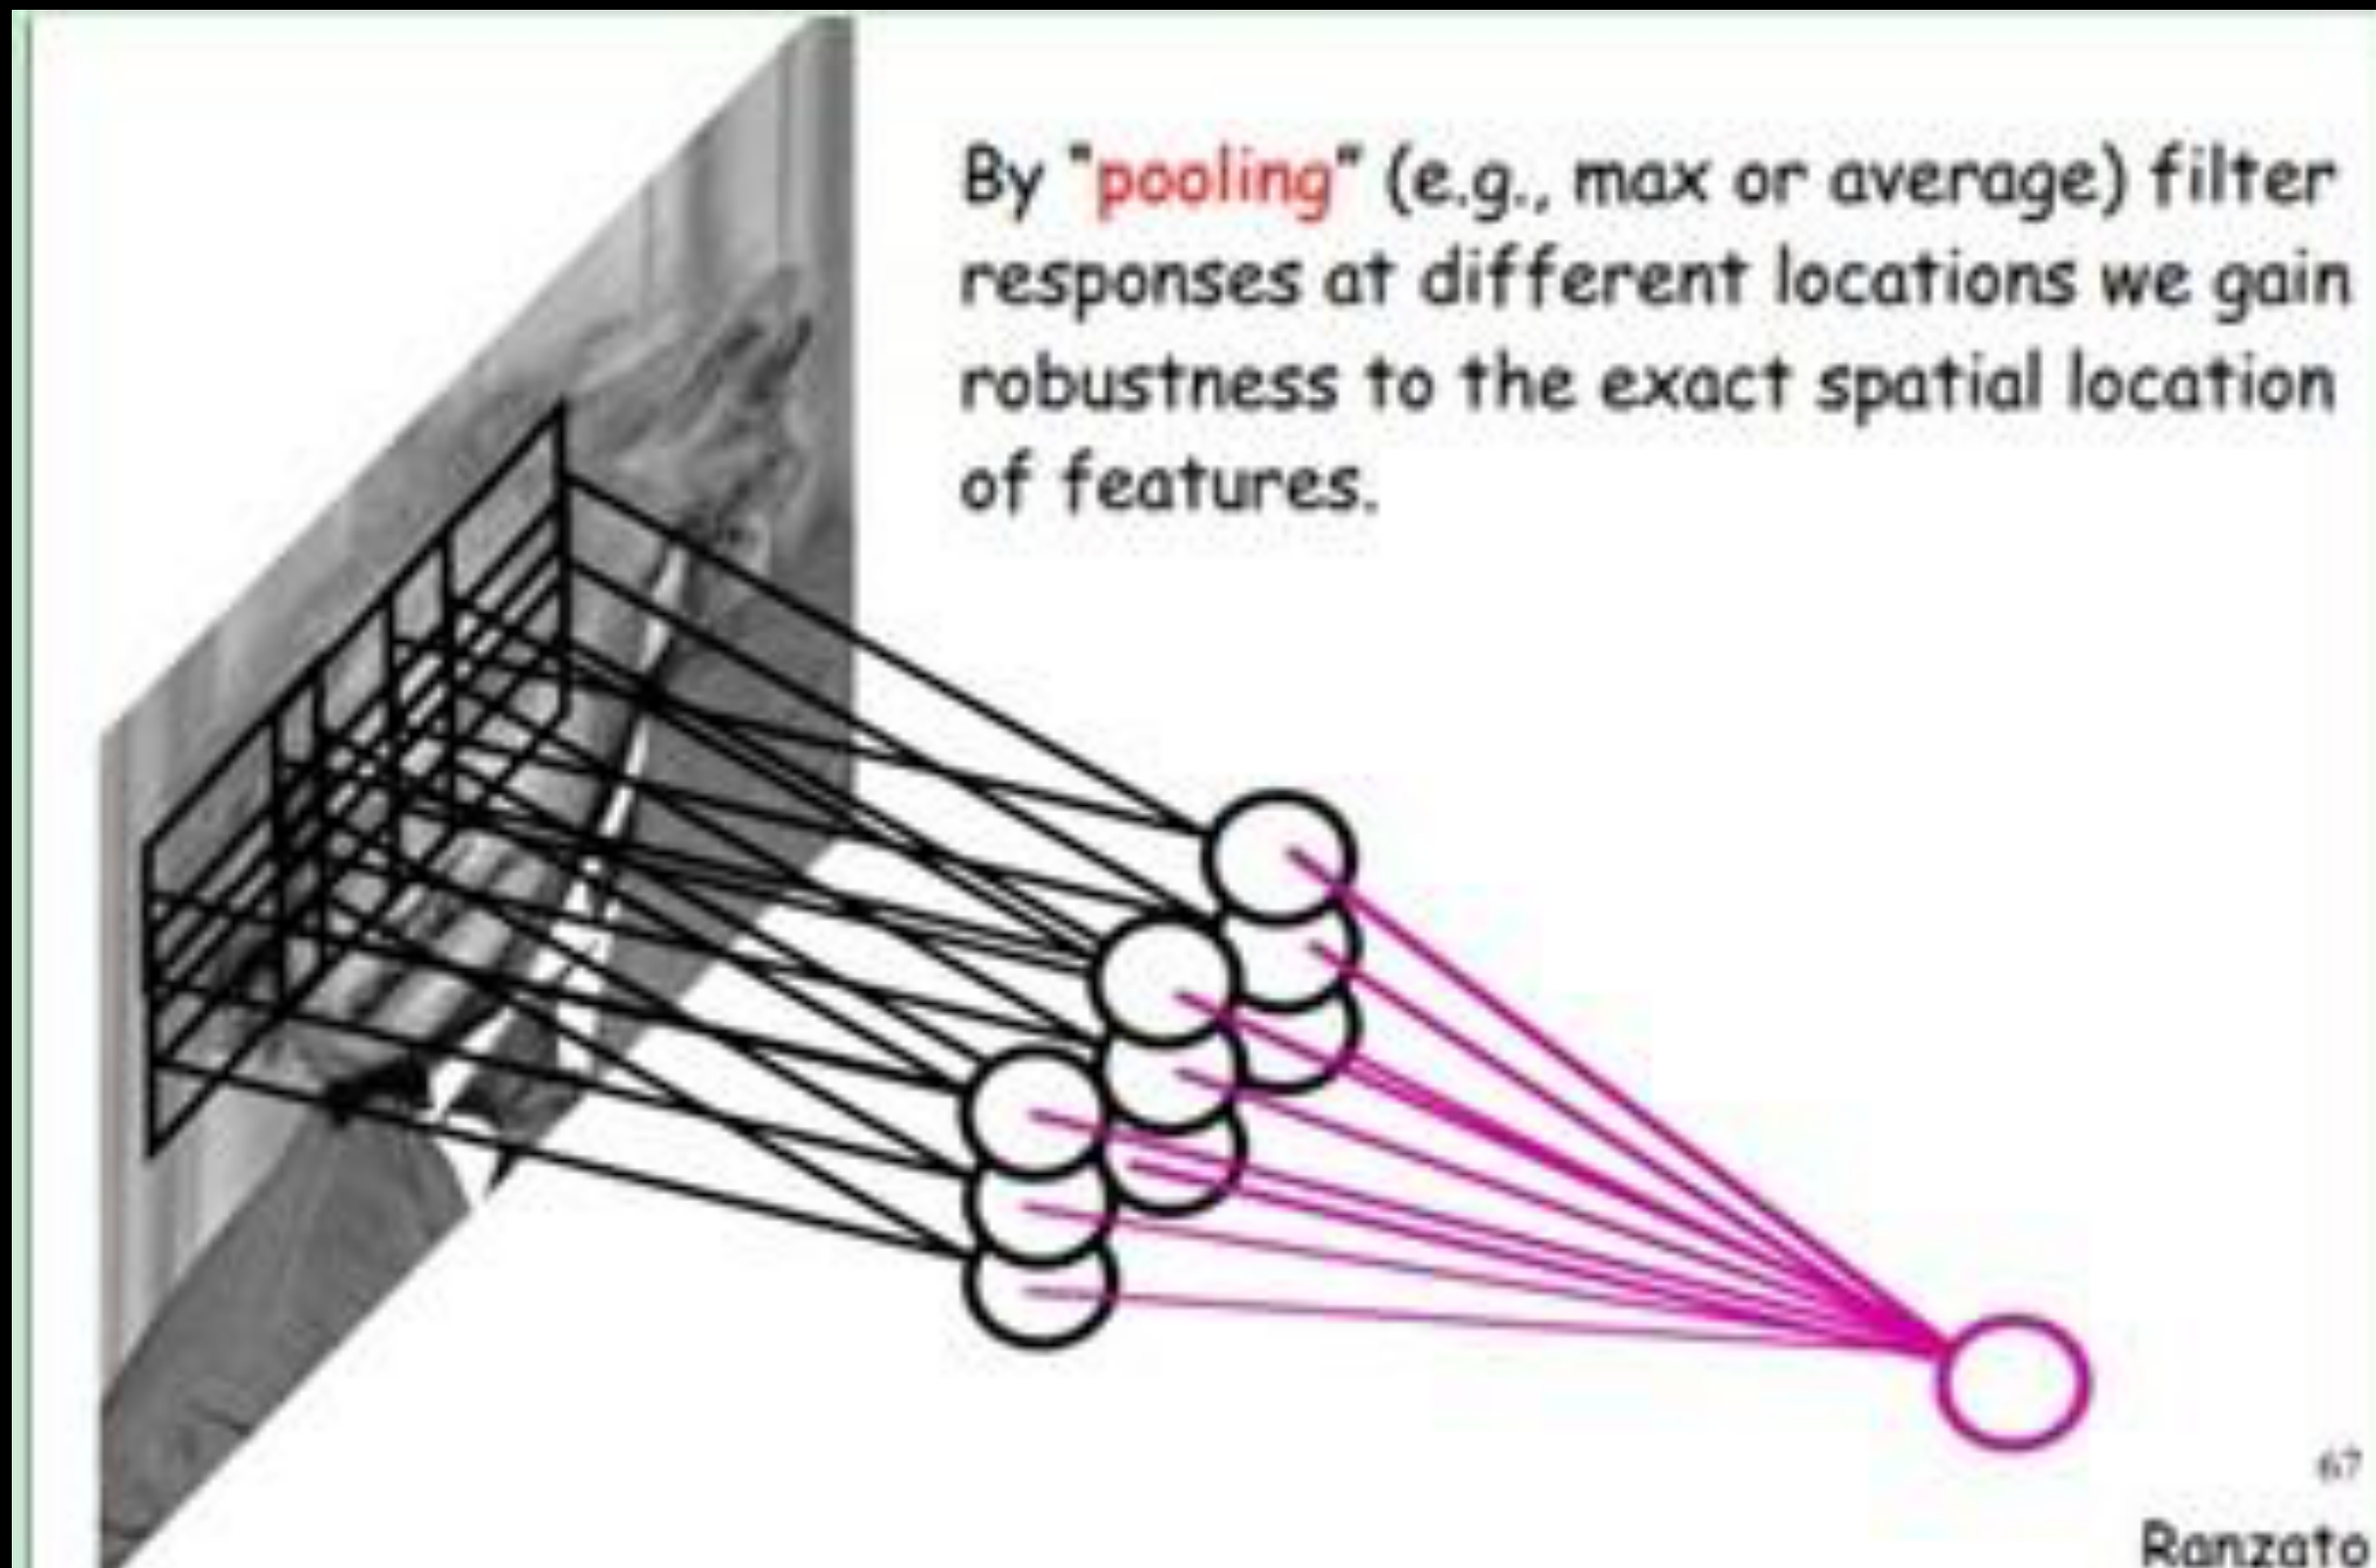 By "pooling" (e.g., max or average) filter
responses at different locations we gain
robustness to the exact spatial location
of features.
67
Ranzato